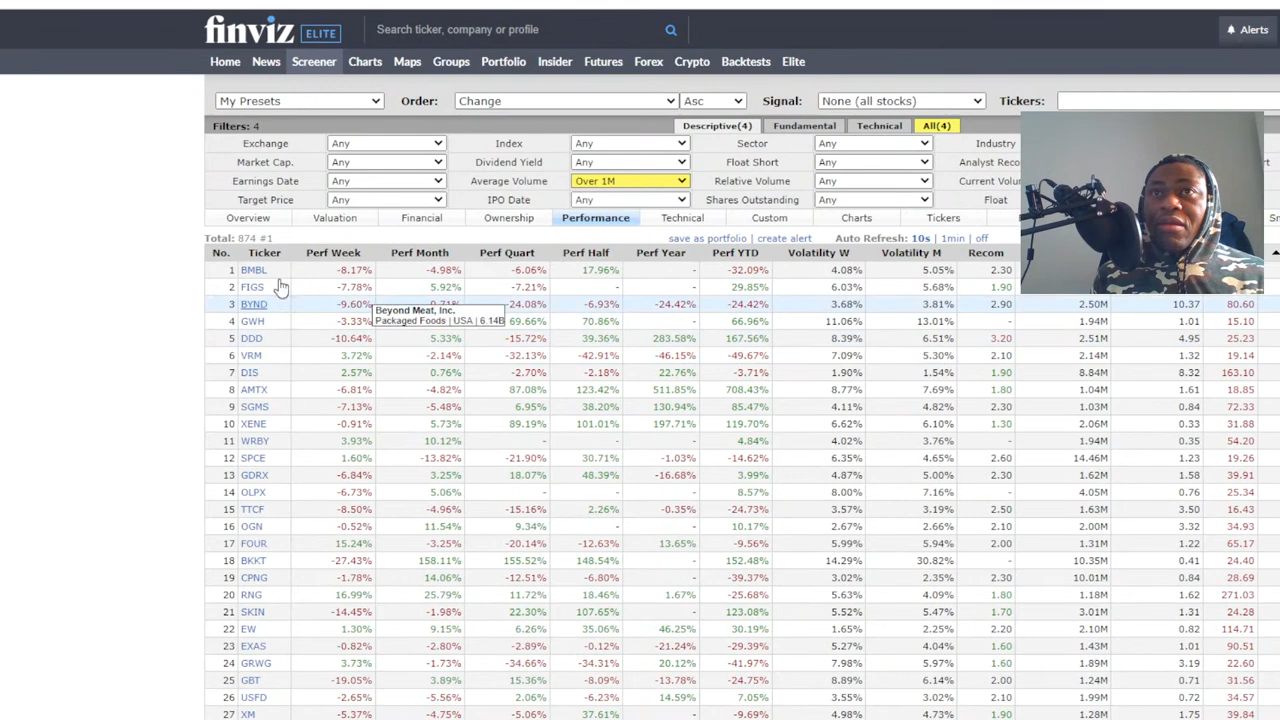 finviz ELITE Search ticker, company or profile Alerts
Home News Screener Charts Maps Groups Portfolio Insider Futures Forex Crypto Backtests Elite
My Presets Order: Change Asc Signal: None (all stocks) Tickers:
Filters: 4 Descriptive(4) Fundamental Technical All(4)
Exchange Any Index Any Sector Any Industry
Market Cap. Any Dividend Yield Any Float Short Any Analyst Reco
Earnings Date Any Average Volume Over 1M Relative Volume Any Current Volu
Target Price Any IPO Date Any Shares Outstanding Any Float
Overview Valuation Financial Ownership Performance Technical Custom Charts Tickers
Total: 874 #1 save as portfolio | create alert Auto Refresh: 10s | 1min | off
No. Ticker Perf Week Perf Month Perf Quart Perf Half Perf Year Perf YTD Volatility W Volatility M Recom
1 BMBL -8.17% -4.98% -6.06% 17.96% - -32.09% 4.08% 5.05% 2.30
2 FIGS -7.78% 5.92% -7.21% - - 29.85% 6.03% 5.68% 1.90
3 BYND -9.60% -24.08% -6.93% -24.42% -24.42% 3.68% 3.81% 2.90 2.50M 10.37 80.60
Beyond Meat, Inc.
Packaged Foods | USA | 6.14B
4 GWH -3.33% 69.66% 70.86% - 66.96% 11.06% 13.01% - 1.94M 1.01 15.10
5 DDD -10.64% 5.33% -15.72% 39.36% 283.58% 167.56% 8.39% 6.51% 3.20 2.51M 4.95 25.23
6 VRM 3.72% -2.14% -32.13% -42.91% -46.15% -49.67% 7.09% 5.30% 2.10 2.14M 1.32 19.14
7 DIS 2.57% 0.76% -2.70% -2.18% 22.76% -3.71% 1.90% 1.54% 1.90 8.84M 8.32 163.10
8 AMTX -6.81% -4.82% 87.08% 123.42% 511.85% 708.43% 8.77% 7.69% 1.80 1.04M 1.61 18.85
9 SGMS -7.13% -5.48% 6.95% 38.20% 130.94% 85.47% 4.11% 4.82% 2.30 1.03M 0.84 72.33
10 XENE -0.91% 5.73% 89.19% 101.01% 197.71% 119.70% 6.62% 6.10% 1.30 2.06M 0.33 31.88
11 WRBY 3.93% 10.12% - - - 4.84% 4.02% 3.76% - 1.94M 0.35 54.20
12 SPCE 1.60% -13.82% -21.90% 30.71% -1.03% -14.62% 6.35% 4.65% 2.60 14.46M 1.23 19.26
13 GDRX -6.84% 3.25% 18.07% 48.39% -16.68% 3.99% 4.87% 5.00% 2.30 1.62M 1.58 39.91
14 OLPX -6.73% 5.06% - - - 8.57% 8.00% 7.16% - 4.05M 0.76 25.34
15 TTCF -8.50% -4.96% -15.16% 2.26% -0.35% -24.73% 3.57% 3.19% 2.50 1.63M 3.50 16.43
16 OGN -0.52% 11.54% 9.34% - - 10.17% 2.67% 2.66% 2.10 2.00M 3.32 34.93
17 FOUR 15.24% -3.25% -20.14% -12.63% 13.65% -9.56% 5.99% 5.94% 2.00 1.31M 1.22 65.17
18 BKKT -27.43% 158.11% 155.52% 148.54% - 152.48% 14.29% 30.82% - 10.35M 0.41 24.40
19 CPNG -1.78% 14.06% -12.51% -6.80% - -39.37% 3.02% 2.35% 2.30 10.01M 0.84 28.69
20 RNG 16.99% 25.79% 11.72% 18.46% 1.67% -25.68% 5.63% 4.09% 1.80 1.18M 1.62 271.03
21 SKIN -14.45% -1.98% 22.30% 107.65% - 123.08% 5.52% 5.47% 1.70 3.01M 1.31 24.28
22 EW 1.30% 9.15% 6.26% 35.06% 46.25% 30.19% 1.65% 2.25% 2.20 2.10M 0.82 114.71
23 EXAS -0.82% -2.80% -2.89% -0.12% -21.24% -29.39% 5.27% 4.04% 1.60 1.43M 1.01 90.51
24 GRWG 3.73% -1.73% -34.66% -34.31% 20.12% -41.97% 7.98% 5.97% 1.60 1.89M 3.19 22.60
25 GBT -19.05% 3.89% 15.36% -8.09% -13.78% -24.75% 8.89% 6.14% 2.00 1.24M 0.71 31.56
26 USFD -2.65% -5.56% 2.06% -6.23% 14.59% 7.05% 3.55% 3.02% 2.10 1.99M 0.72 34.57
27 XM -5.37% -4.75% -5.06% 37.61% - -9.69% 4.98% 4.73% 1.90 1.28M 1.75 39.84